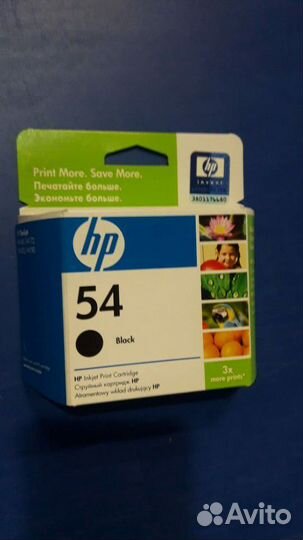 Print More. Save More.
Печатайте больше.
Экономьте больше.
hp
invent
hp
54
Black
HP Inkjet Print Cartridge
Струйный картридж HP
Atramentowy wkład drukujący HP
3x
more prints*
Avito